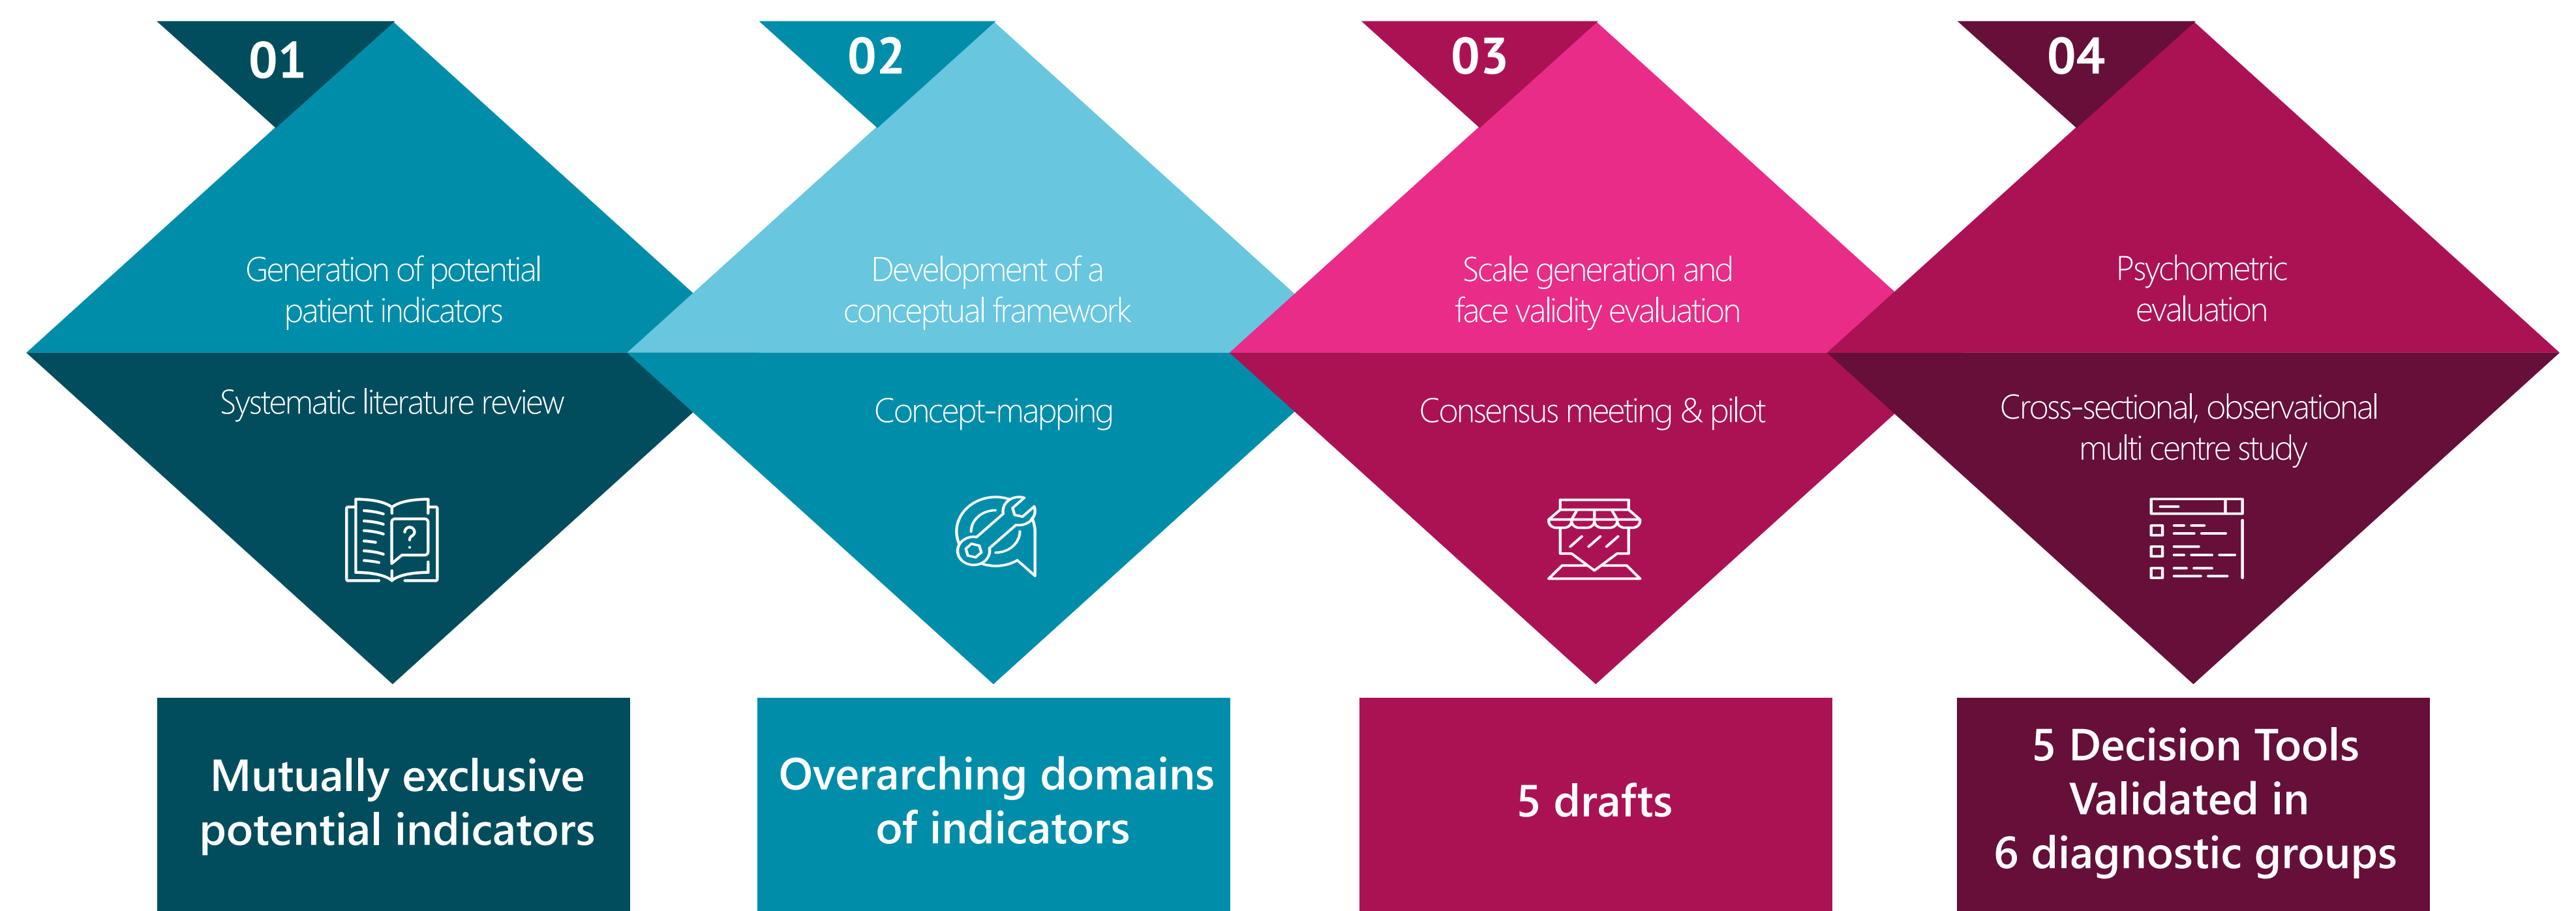 01
Generation of potential
patient indicators
Systematic literature review
?
Mutually exclusive
potential indicators
02
Development of a
conceptual framework
Concept-mapping
Overarching domains
of indicators
03
Scale generation and
face validity evaluation
Consensus meeting & pilot
5 drafts
04
Psychometric
evaluation
Cross-sectional, observational
multi centre study
5 Decision Tools
Validated in
6 diagnostic groups